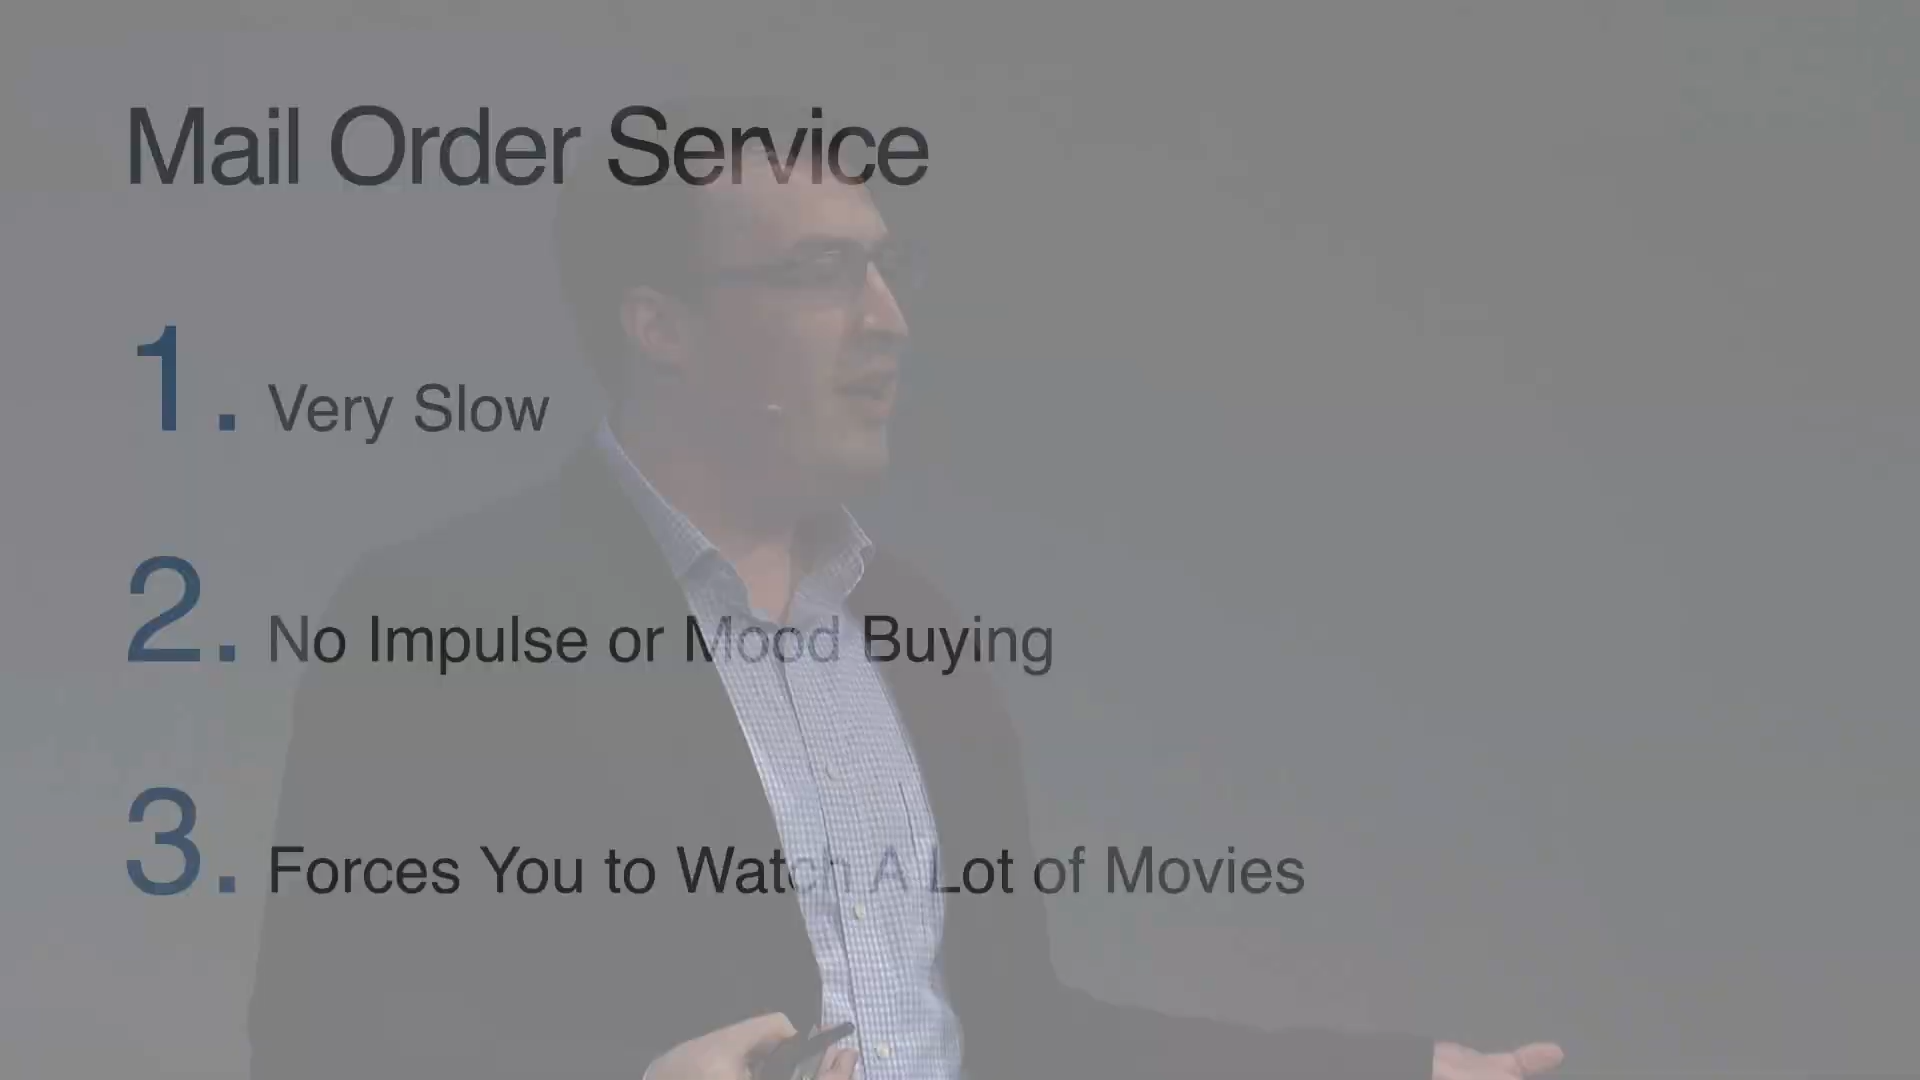 Mail Order Service
1. Very Slow
2. No Impulse or Mood Buying
3. Forces You to Watch A Lot of Movies